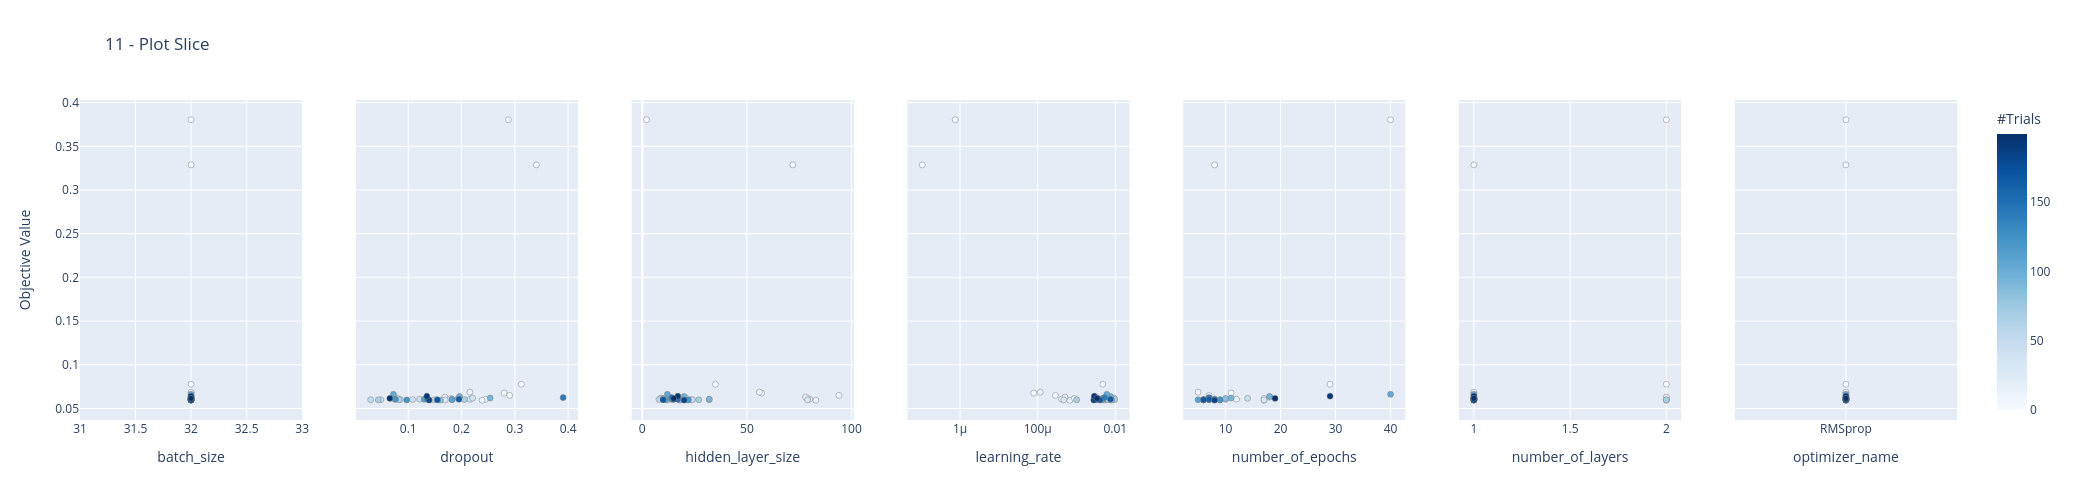 11 - Plot Slice
#Trials
0.4
0.35
0.3
0.25
0.2
0.15
0.1
0.05
Objective Value
150
100
50
0
31 31.5 32 32.5 33
0.1 0.2 0.3 0.4
0 50 100
1μ 100μ 0.01
10 20 30 40
1 1.5 2
RMSprop
batch_size
dropout
hidden_layer_size
learning_rate
number_of_epochs
number_of_layers
optimizer_name